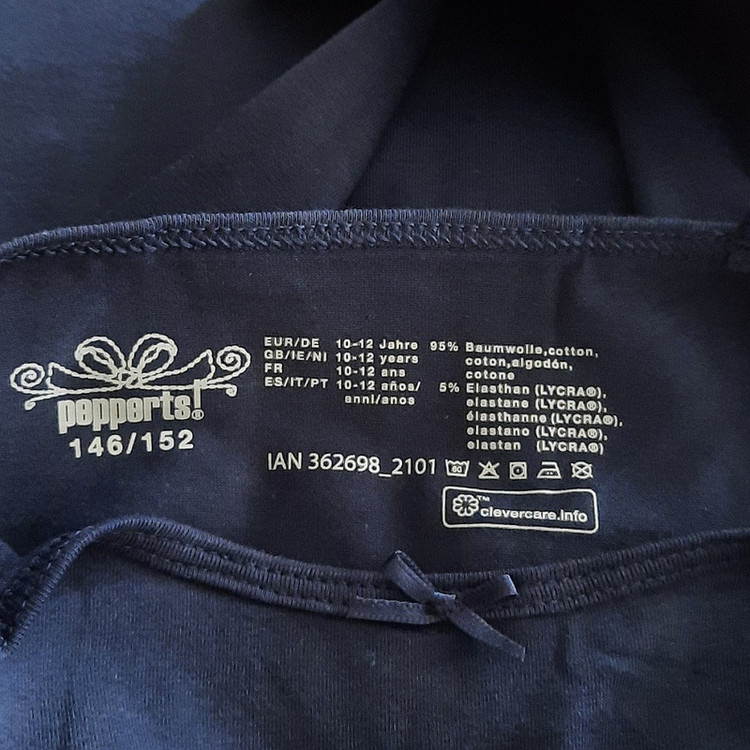 pepperts!®
146/152
EUR/DE 10-12 Jahre
GB/IE/NI 10-12 years
FR 10-12 ans
ES/IT/PT 10-12 años/
anni/anos
95% Baumwolle,cotton,
coton,algodón,
cotone
5% Elasthan (LYCRA®),
elastane (LYCRA®),
élasthanne (LYCRA®),
elastano (LYCRA®),
elastan (LYCRA®)
IAN 362698_2101
60
™clevercare.info